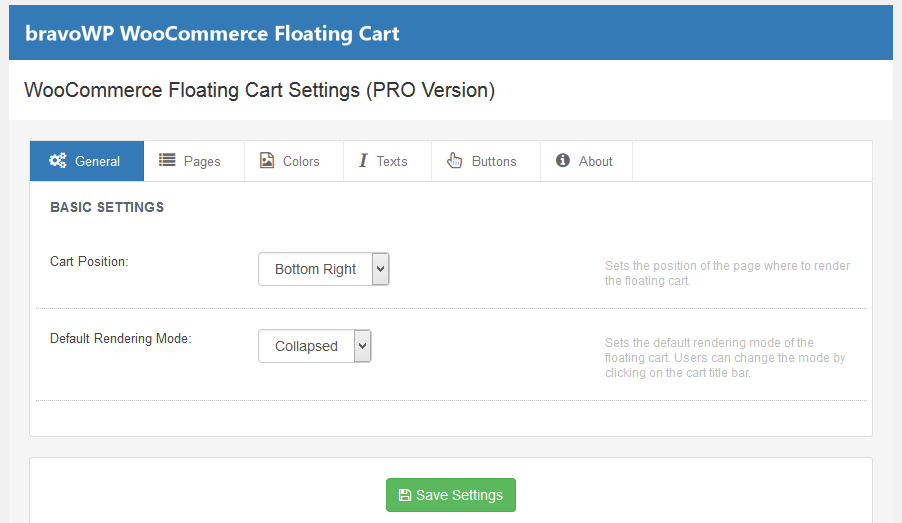 bravoWP WooCommerce Floating Cart
WooCommerce Floating Cart Settings (PRO Version)
General Pages Colors Texts Buttons About
BASIC SETTINGS
Cart Position:
Bottom Right
Sets the position of the page where to render
the floating cart.
Default Rendering Mode:
Collapsed
Sets the default rendering mode of the
floating cart. Users can change the mode by
clicking on the cart title bar.
Save Settings